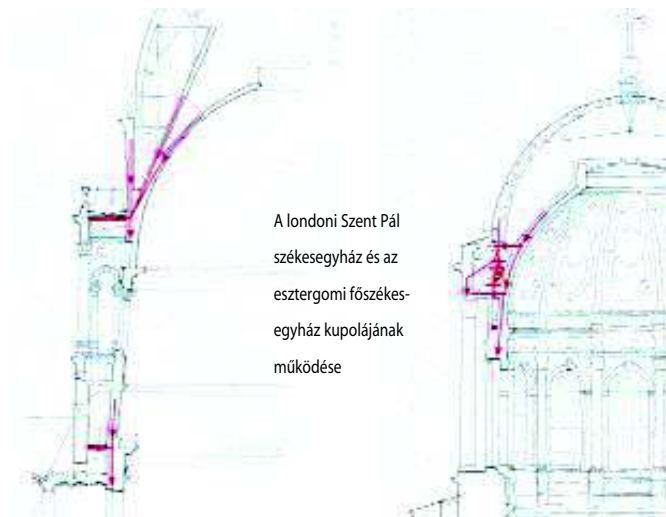 A londoni Szent Pál
székesegyház és az
esztergomi főszékes-
egyház kupolájának
működése